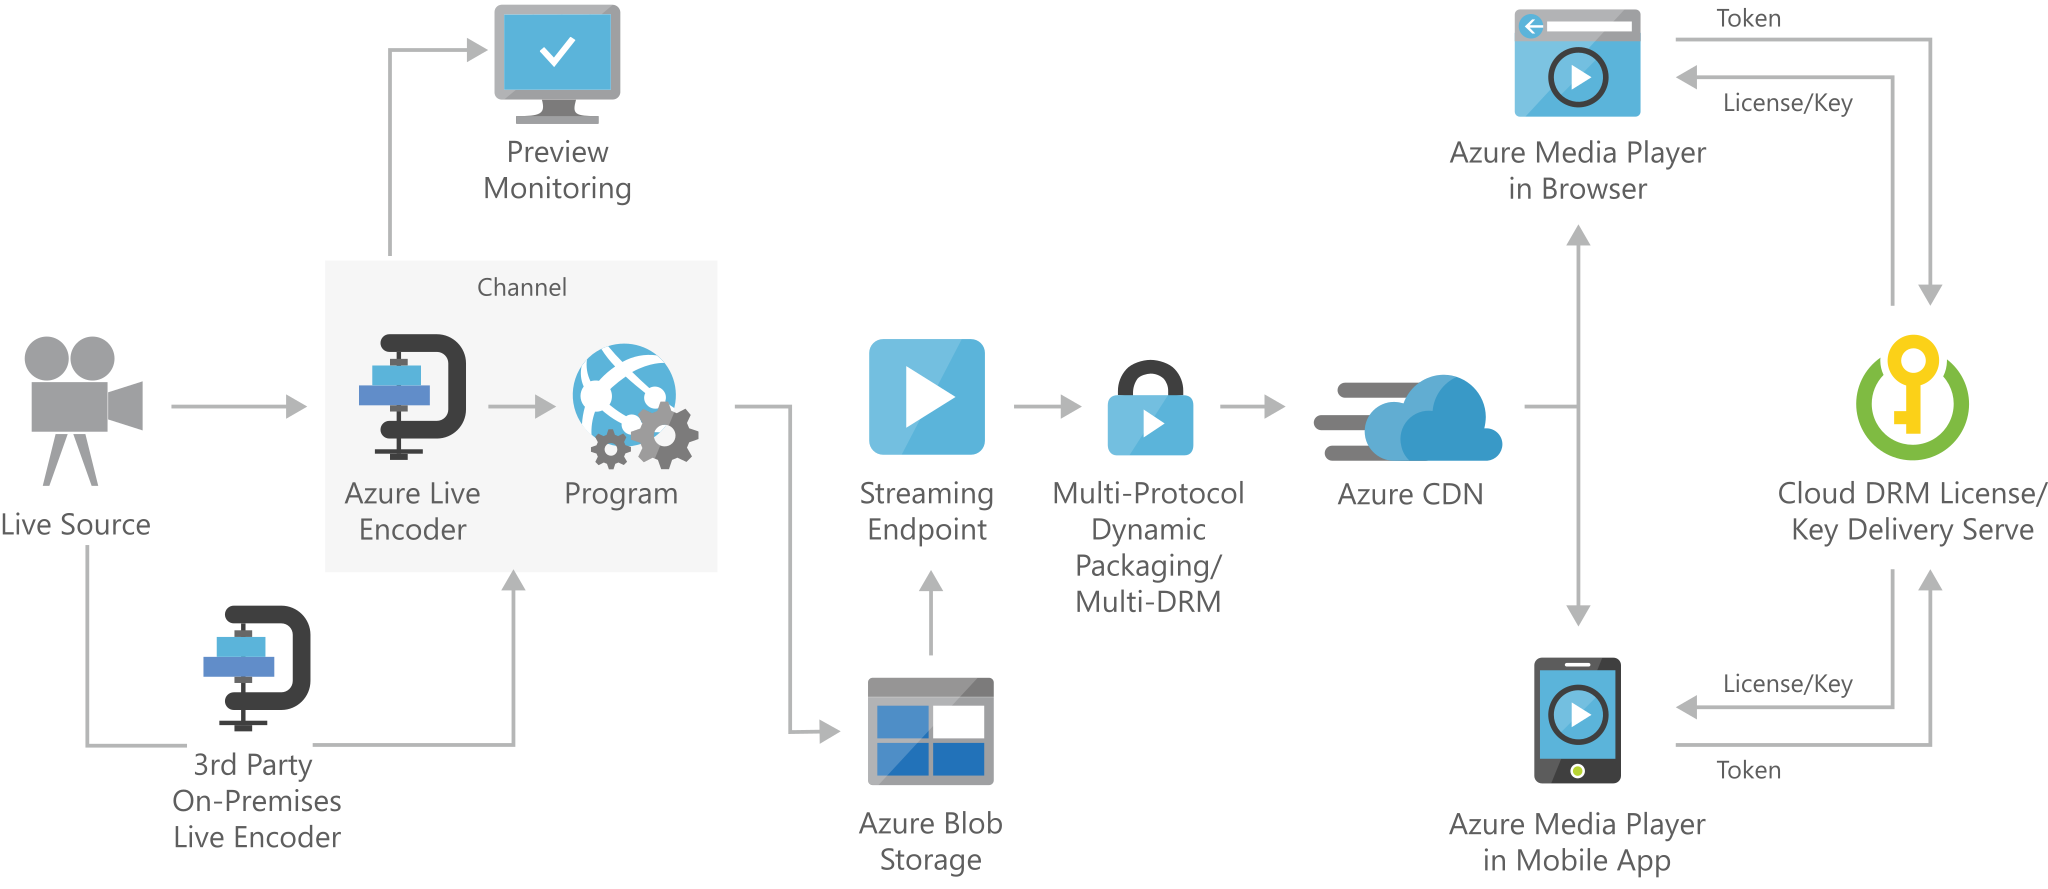 Token
License/Key
Preview
Monitoring
Azure Media Player
in Browser
Channel
Live Source
Azure Live
Encoder
Program
Streaming
Endpoint
Multi-Protocol
Dynamic
Packaging/
Multi-DRM
Azure CDN
Cloud DRM License/
Key Delivery Serve
3rd Party
On-Premises
Live Encoder
Azure Blob
Storage
License/Key
Token
Azure Media Player
in Mobile App